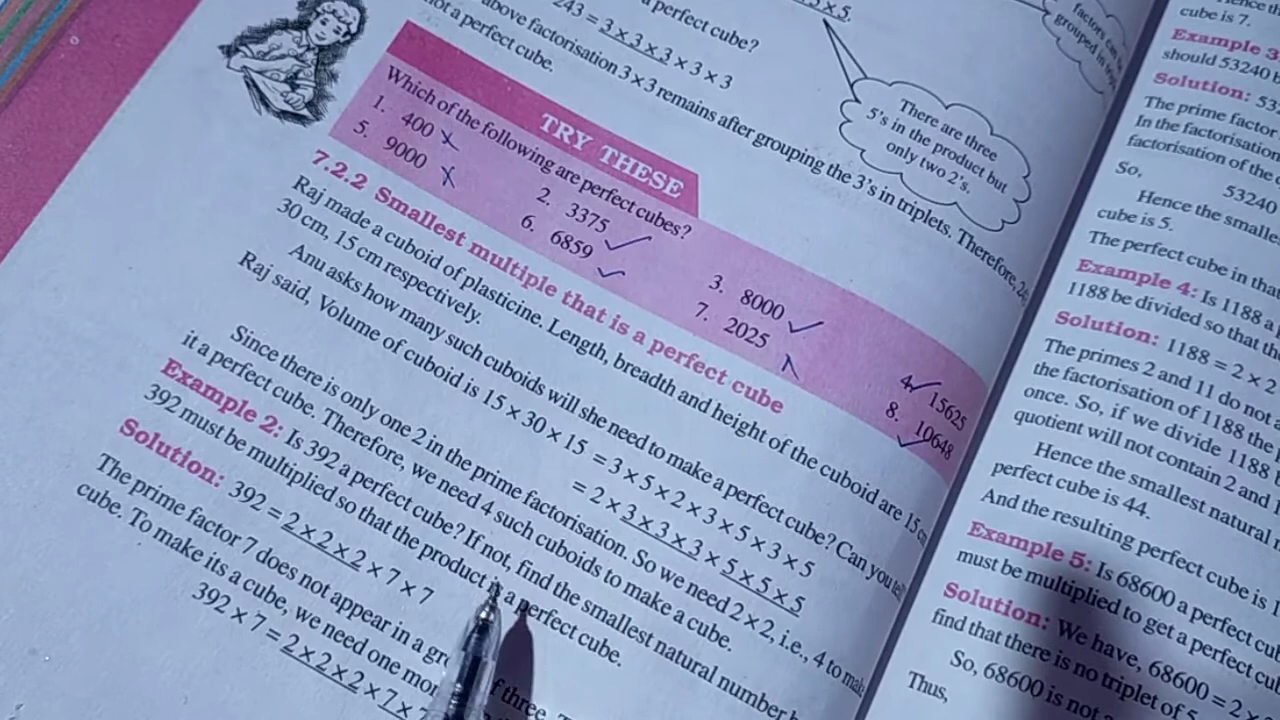 5 × 5.
a perfect cube?
243 = 3 × 3 × 3 × 3 × 3
above factorisation 3 × 3 remains after grouping the 3's in triplets. Therefore,
not a perfect cube.
There are three
5's in the product but
only two 2's.
factors can
grouped in
TRY THESE
Which of the following are perfect cubes?
1. 400 X 2. 3375 ✓ 3. 8000 ✓ 4. ✓ 15625
5. 9000 X 6. 6859 ✓ 7. 2025 8. 10648 ✓
7.2.2 Smallest multiple that is a perfect cube
Raj made a cuboid of plasticine. Length, breadth and height of the cuboid are 15
30 cm, 15 cm respectively.
Anu asks how many such cuboids will she need to make a perfect cube? Can you
Raj said, Volume of cuboid is 15 × 30 × 15 = 3 × 5 × 2 × 3 × 5 × 3 × 5
= 2 × 3 × 3 × 3 × 5 × 5 × 5
Since there is only one 2 in the prime factorisation. So we need 2 × 2, i.e., 4 to make
it a perfect cube. Therefore, we need 4 such cuboids to make a cube.
Example 2: Is 392 a perfect cube? If not, find the smallest natural number
392 must be multiplied so that the product is a perfect cube.
Solution: 392 = 2 × 2 × 2 × 7 × 7
The prime factor 7 does not appear in a
of three.
cube. To make its a cube, we need one
392 × 7 = 2 × 2 × 2 × 7 ×
cube is 7.
Example 3
should 53240
Solution: 53
The prime factor
In the factorisation
factorisation of the
So, 53240
Hence the smalle
cube is 5.
The perfect cube in tha
Example 4: Is 1188 a
1188 be divided so that th
Solution: 1188 = 2 × 2
The primes 2 and 11 do not a
the factorisation of 1188 the
once. So, if we divide 1188
quotient will not contain 2 and
Hence the smallest natural
perfect cube is 44.
And the resulting perfect cube is
Example 5: Is 68600 a perfect cu
must be multiplied to get a perfect cu
Solution: We have, 68600 = 2 ×
find that there is no triplet of 5.
So, 68600 is not a
Thus,